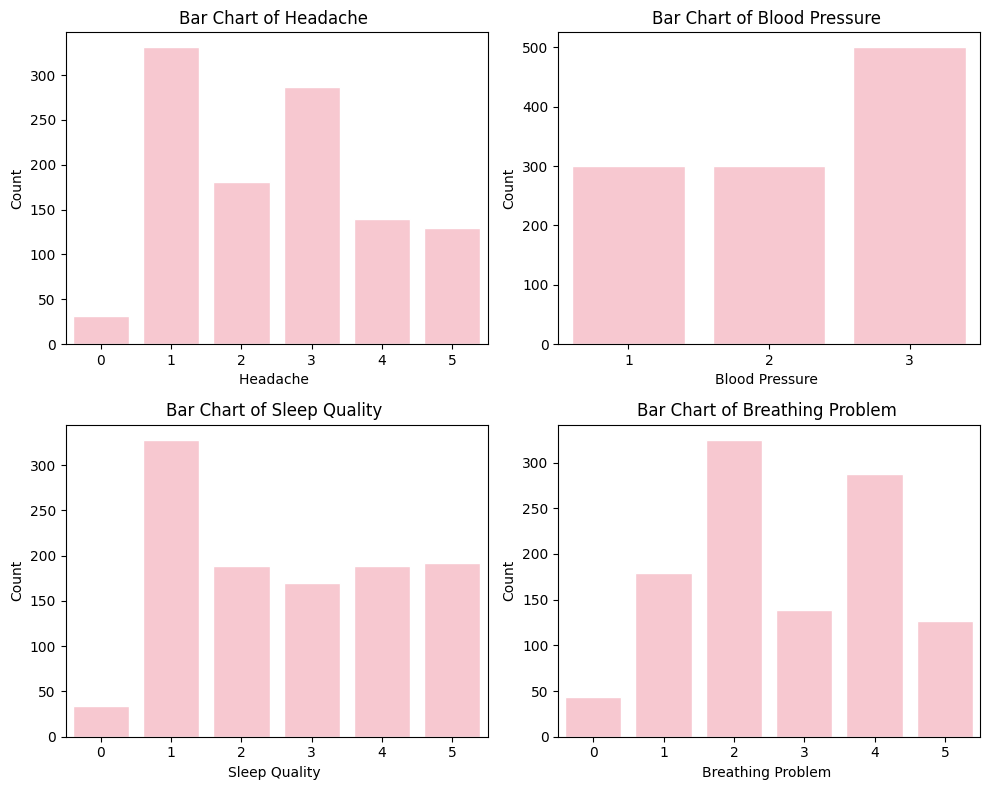 Bar Chart of Headache
Count
300
250
200
150
100
50
0
0 1 2 3 4 5
Headache
Bar Chart of Blood Pressure
Count
500
400
300
200
100
0
1 2 3
Blood Pressure
Bar Chart of Sleep Quality
Count
300
250
200
150
100
50
0
0 1 2 3 4 5
Sleep Quality
Bar Chart of Breathing Problem
Count
300
250
200
150
100
50
0
0 1 2 3 4 5
Breathing Problem